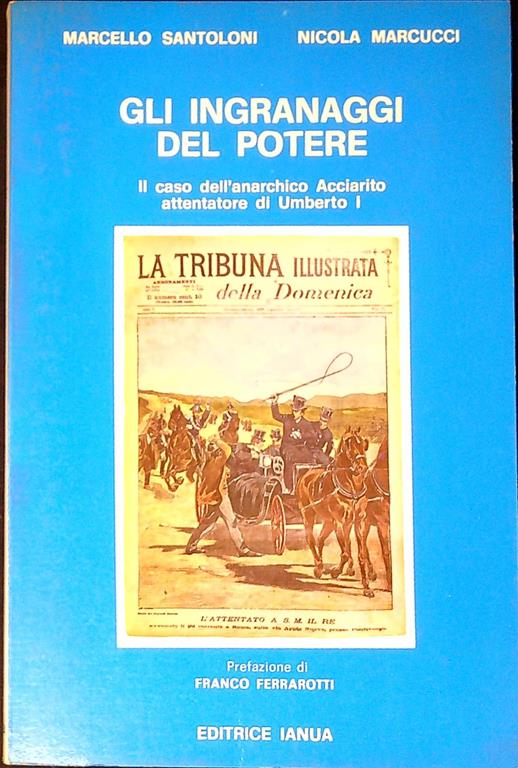 MARCELLO SANTOLONI NICOLA MARCUCCI
GLI INGRANAGGI
DEL POTERE
Il caso dell'anarchico Acciarito
attentatore di Umberto I
LA TRIBUNA ILLUSTRATA
della Domenica
ABBONAMENTI
L'ATTENTATO A S. M. IL RE
Prefazione di
FRANCO FERRAROTTI
EDITRICE IANUA